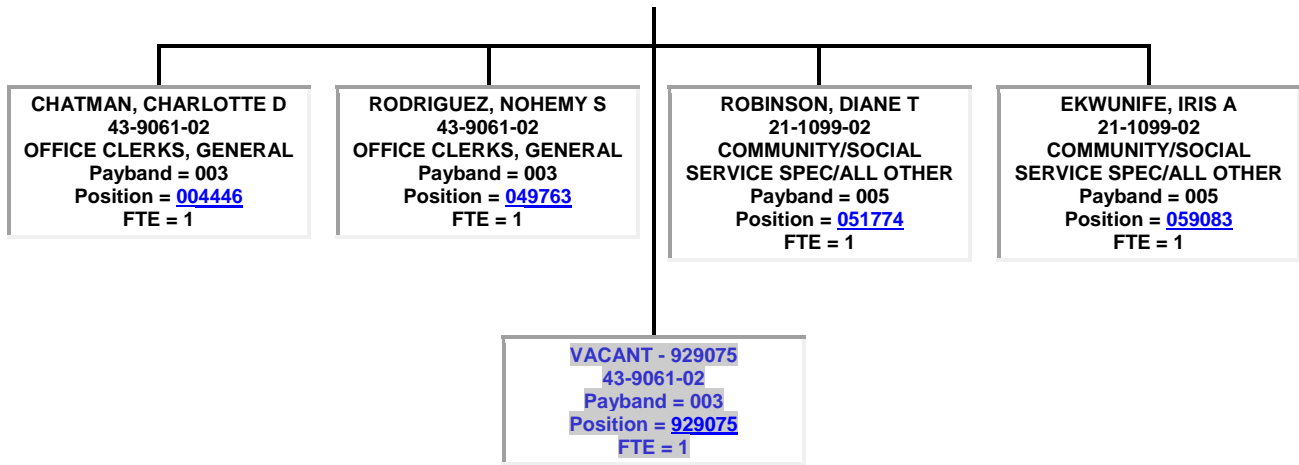 CHATMAN, CHARLOTTE D
43-9061-02
OFFICE CLERKS, GENERAL
Payband = 003
Position = 004446
FTE = 1
RODRIGUEZ, NOHEMY S
43-9061-02
OFFICE CLERKS, GENERAL
Payband = 003
Position = 049763
FTE = 1
ROBINSON, DIANE T
21-1099-02
COMMUNITY/SOCIAL
SERVICE SPEC/ALL OTHER
Payband = 005
Position = 051774
FTE = 1
EKWUNIFE, IRIS A
21-1099-02
COMMUNITY/SOCIAL
SERVICE SPEC/ALL OTHER
Payband = 005
Position = 059083
FTE = 1
VACANT - 929075
43-9061-02
Payband = 003
Position = 929075
FTE = 1